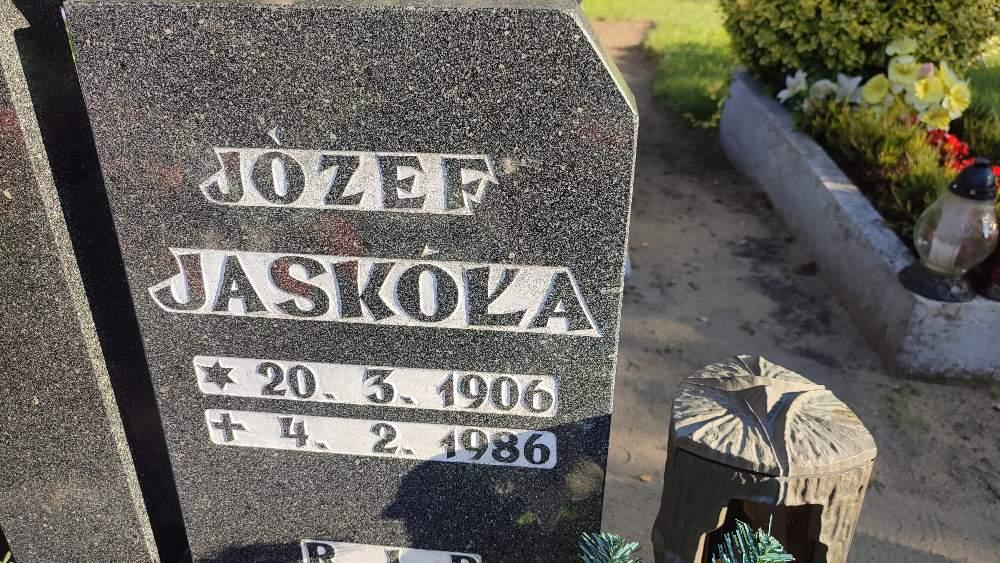 JÓZEF
JASKÓŁA
✶ 20. 3. 1906
✝ 4. 2. 1986
R I P